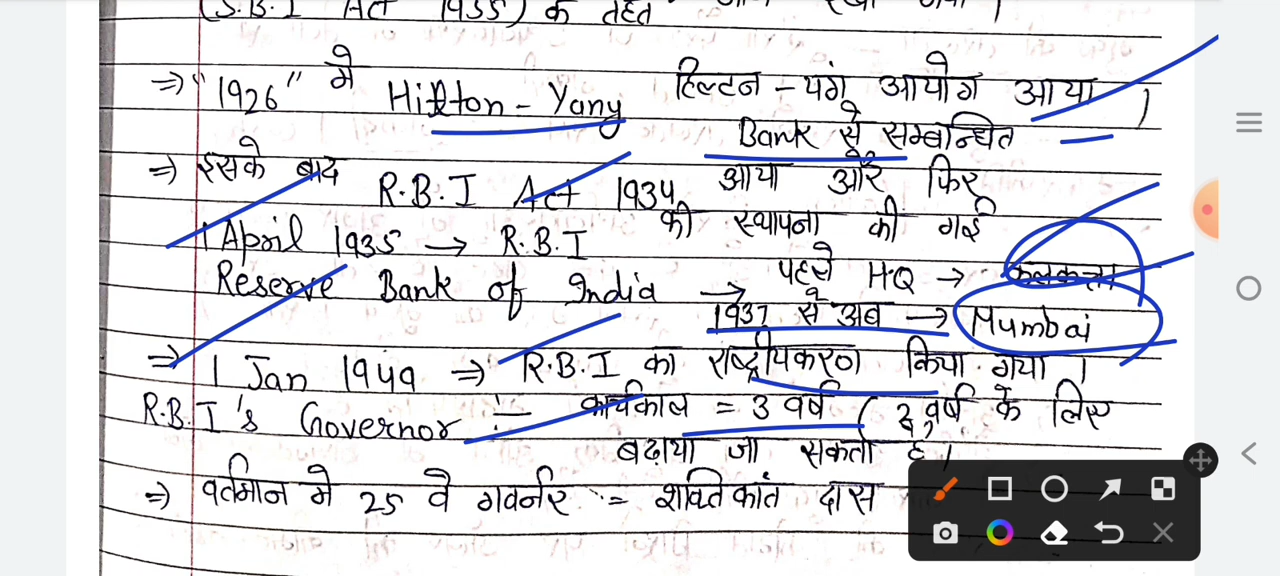 (S.B.I Act 1955) के तहत
⇒ "1926" में Hilton - Yang हिल्टन - यंग आयोग आया |
Bank से सम्बन्धित
⇒ इसके बाद R.B.I Act 1934 आया और फिर
1 April 1935 → R.B.I की स्थापना की गई
Reserve Bank of India → पहले HQ → कलकत्ता
1937 से अब → Mumbai
⇒ 1 Jan 1949 ⇒ R.B.I का राष्ट्रीयकरण किया गया |
R.B.I's Governor :- कार्यकाल = 3 वर्ष ( वर्ष के लिए
बढ़ाया जा सकता है |
⇒ वर्तमान में 25 वे गवर्नर = शक्तिकांत दास